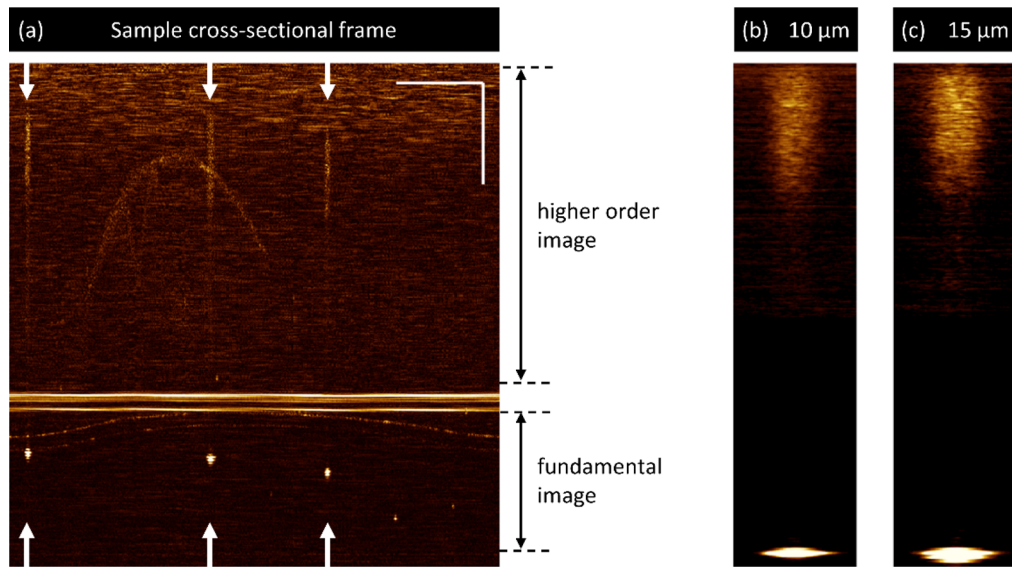 (a) Sample cross-sectional frame
(b) 10 µm
(c) 15 µm
higher order
image
fundamental
image